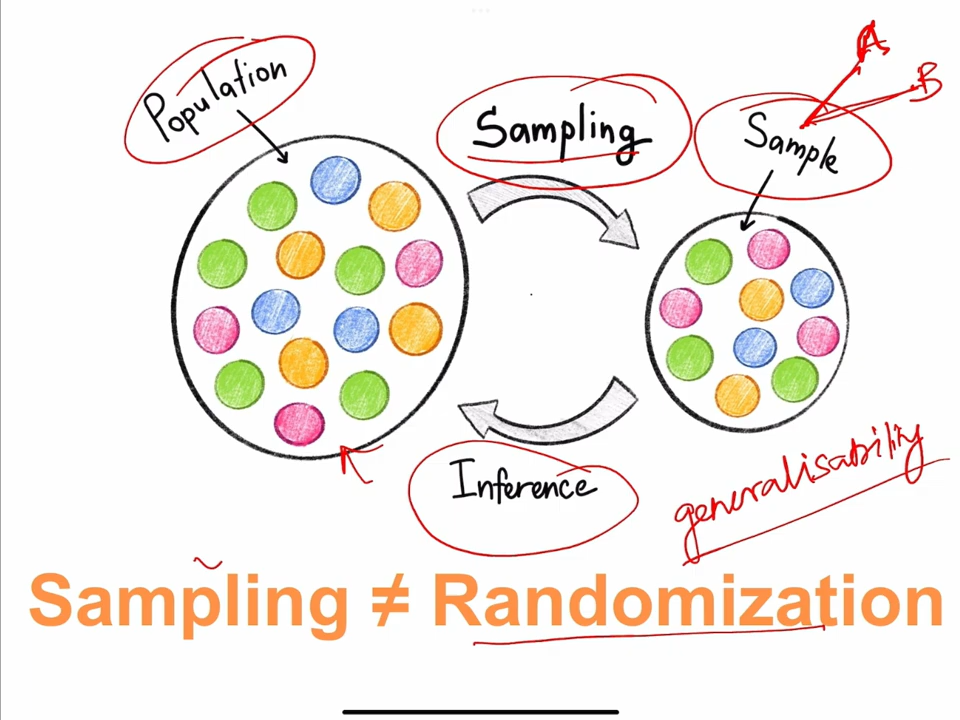 Population
Sampling
Sample
A
B
Inference
generalisability
Sampling ≠ Randomization